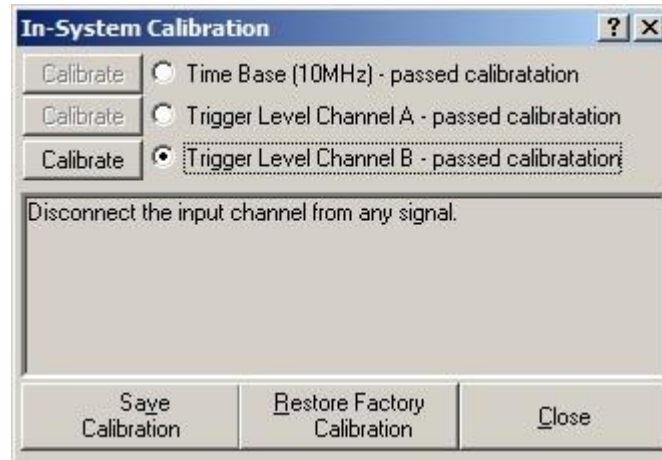 In-System Calibration
Calibrate Time Base (10MHz) - passed calibratation
Calibrate Trigger Level Channel A - passed calibratation
Calibrate Trigger Level Channel B - passed calibratation
Disconnect the input channel from any signal.
Save
Calibration
Restore Factory
Calibration
Close